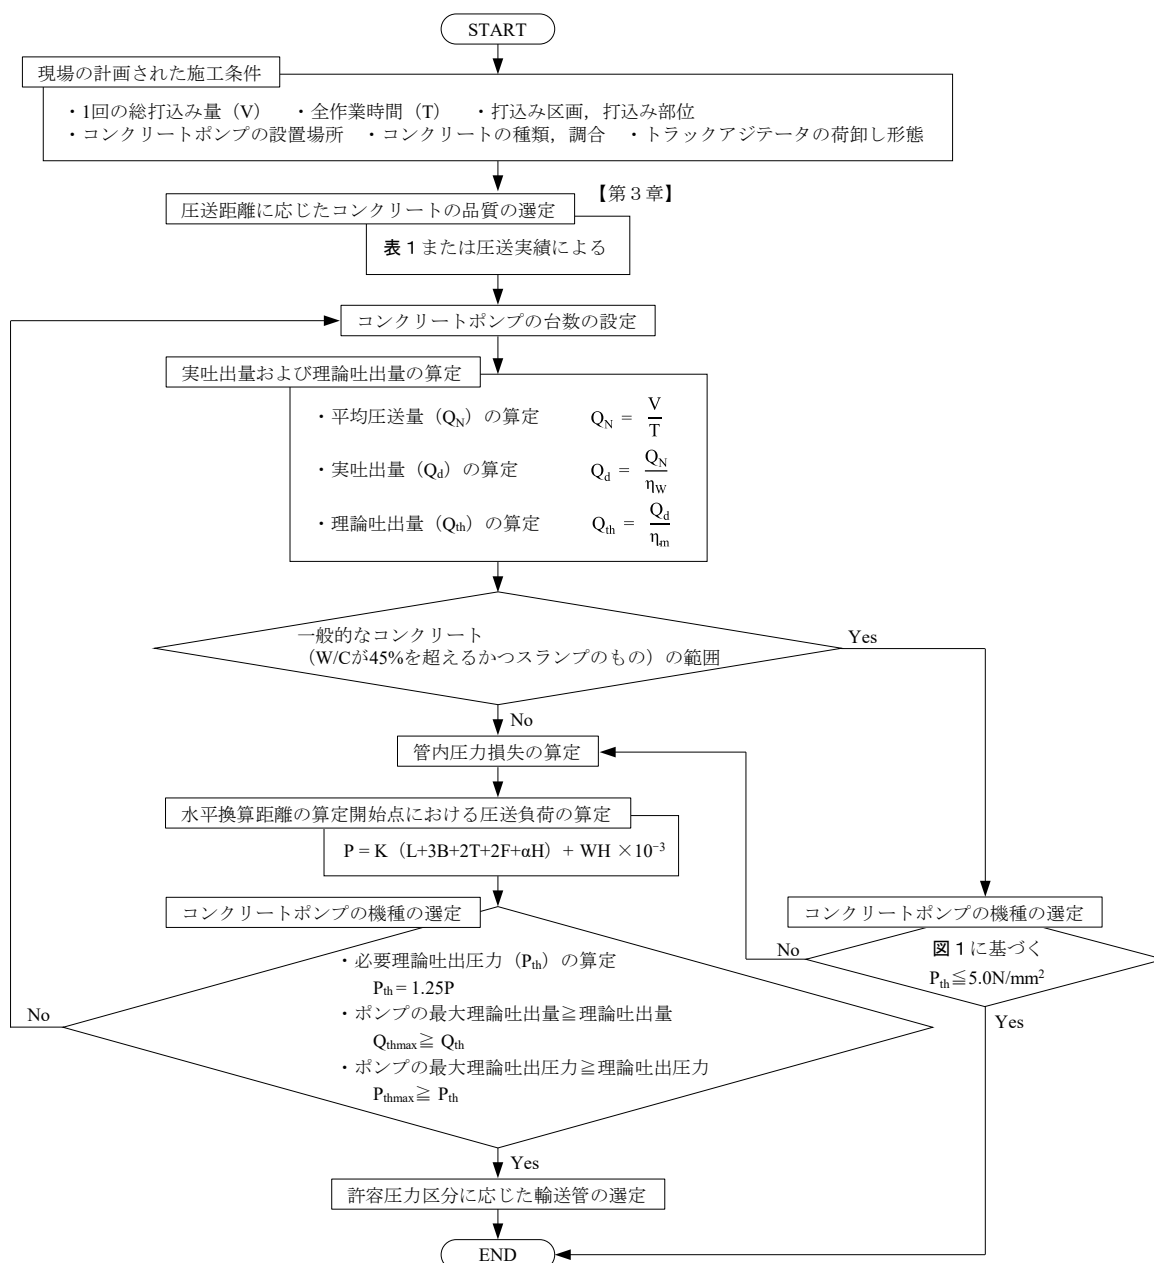 START
現場の計画された施工条件
・1回の総打込み量（V）　・全作業時間（T）　・打込み区画，打込み部位
・コンクリートポンプの設置場所　・コンクリートの種類，調合　・トラックアジテータの荷卸し形態
【第３章】
圧送距離に応じたコンクリートの品質の選定
表１または圧送実績による
コンクリートポンプの台数の設定
実吐出量および理論吐出量の算定
・平均圧送量（Q_N）の算定　Q_N = V/T
・実吐出量（Q_d）の算定　Q_d = Q_N/η_W
・理論吐出量（Q_th）の算定　Q_th = Q_d/η_m
一般的なコンクリート
（W/Cが45%を超えるかつスランプのもの）の範囲
Yes
No
管内圧力損失の算定
水平換算距離の算定開始点における圧送負荷の算定
P = K（L+3B+2T+2F+αH）+ WH ×10⁻³
コンクリートポンプの機種の選定
・必要理論吐出圧力（P_th）の算定
P_th = 1.25P
・ポンプの最大理論吐出量≧理論吐出量
Q_thmax≧ Q_th
・ポンプの最大理論吐出圧力≧理論吐出圧力
P_thmax≧ P_th
No
コンクリートポンプの機種の選定
図１に基づく
P_th≦5.0N/mm²
No
Yes
Yes
許容圧力区分に応じた輸送管の選定
END